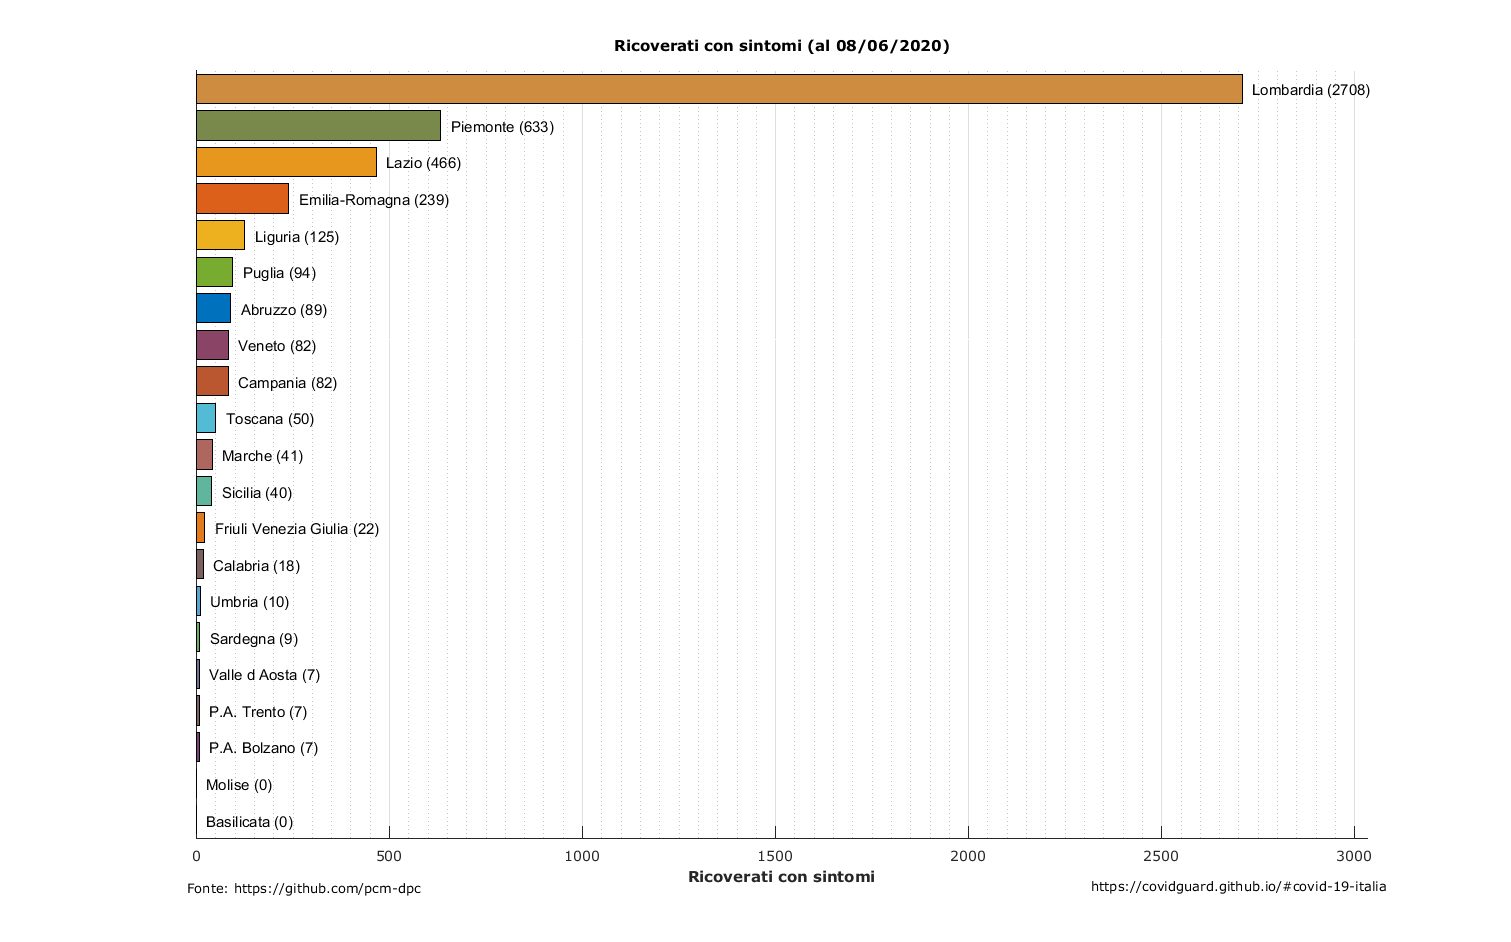 Ricoverati con sintomi (al 08/06/2020)
Lombardia (2708)
Piemonte (633)
Lazio (466)
Emilia-Romagna (239)
Liguria (125)
Puglia (94)
Abruzzo (89)
Veneto (82)
Campania (82)
Toscana (50)
Marche (41)
Sicilia (40)
Friuli Venezia Giulia (22)
Calabria (18)
Umbria (10)
Sardegna (9)
Valle d Aosta (7)
P.A. Trento (7)
P.A. Bolzano (7)
Molise (0)
Basilicata (0)
0 500 1000 1500 2000 2500 3000
Ricoverati con sintomi
Fonte: https://github.com/pcm-dpc
https://covidguard.github.io/#covid-19-italia